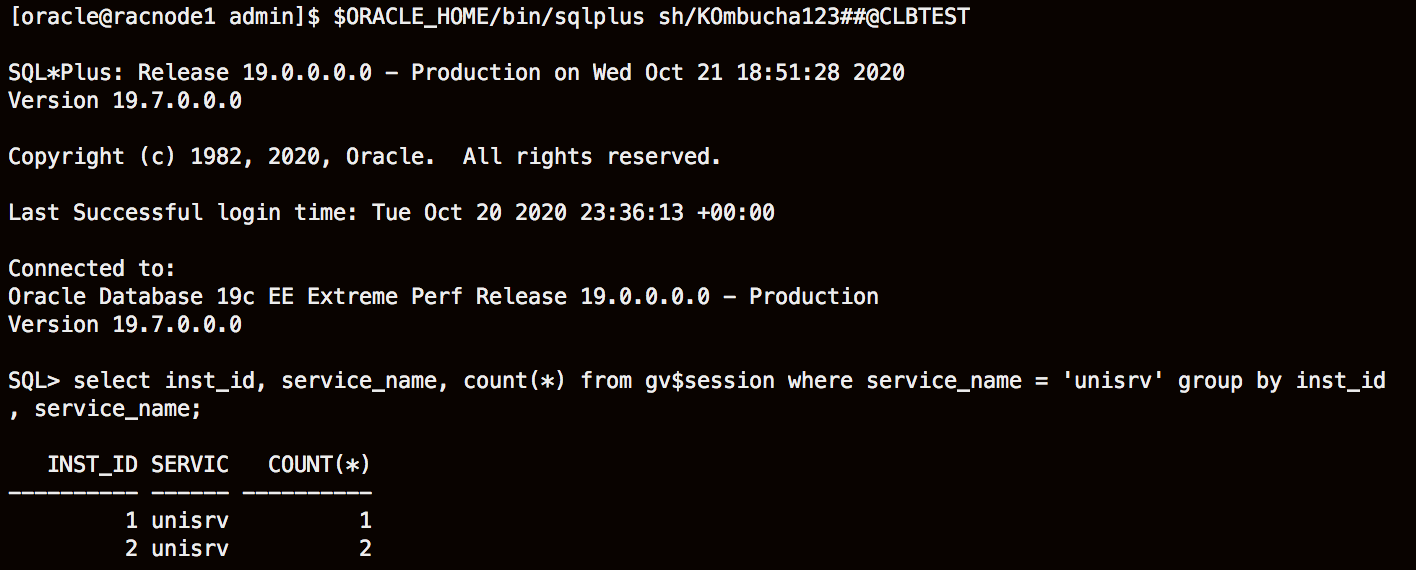 [oracle@racnode1 admin]$ $ORACLE_HOME/bin/sqlplus sh/KOmbucha123##@CLBTEST
SQL*Plus: Release 19.0.0.0.0 - Production on Wed Oct 21 18:51:28 2020
Version 19.7.0.0.0
Copyright (c) 1982, 2020, Oracle.  All rights reserved.
Last Successful login time: Tue Oct 20 2020 23:36:13 +00:00
Connected to:
Oracle Database 19c EE Extreme Perf Release 19.0.0.0.0 - Production
Version 19.7.0.0.0
SQL> select inst_id, service_name, count(*) from gv$session where service_name = 'unisrv' group by inst_id
, service_name;
   INST_ID SERVIC   COUNT(*)
---------- ------ ----------
         1 unisrv          1
         2 unisrv          2